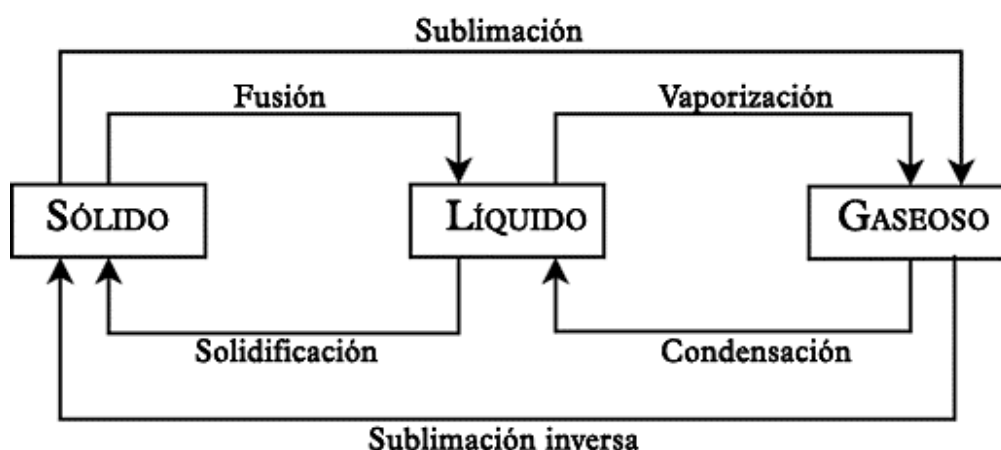 Sublimación
Fusión
Vaporización
SÓLIDO
LÍQUIDO
GASEOSO
Solidificación
Condensación
Sublimación inversa